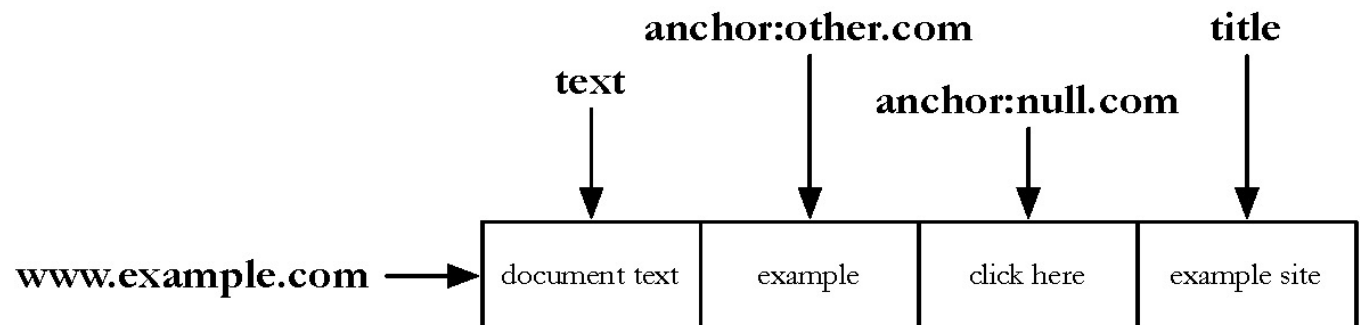 anchor:other.com
title
text
anchor:null.com
www.example.com
document text
example
click here
example site